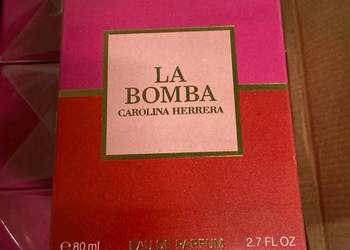 LA
BOMBA
CAROLINA HERRERA
℮ 80 ml EAU DE PARFUM 2.7 FL OZ